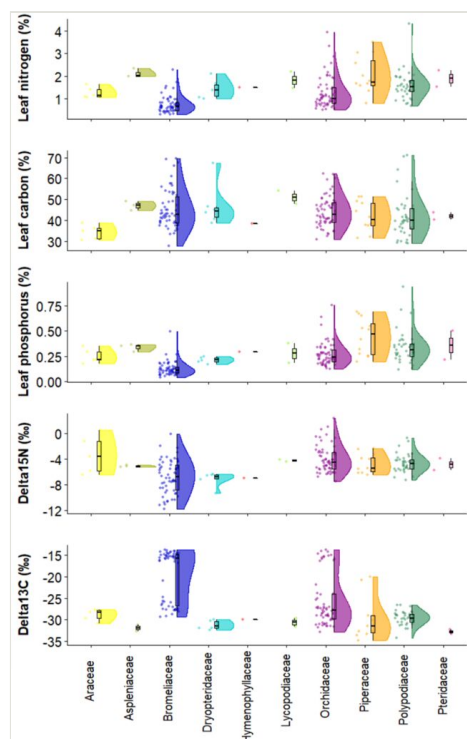 Leaf nitrogen (%)
4
3
2
1
Leaf carbon (%)
70
60
50
40
30
Leaf phosphorus (%)
0.75
0.50
0.25
0.00
Delta15N (‰)
0
-4
-8
-12
Delta13C (‰)
-15
-20
-25
-30
-35
Araceae
Aspleniaceae
Bromeliaceae
Dryopteridaceae
Hymenophyllaceae
Lycopodiaceae
Orchidaceae
Piperaceae
Polypodiaceae
Pteridaceae